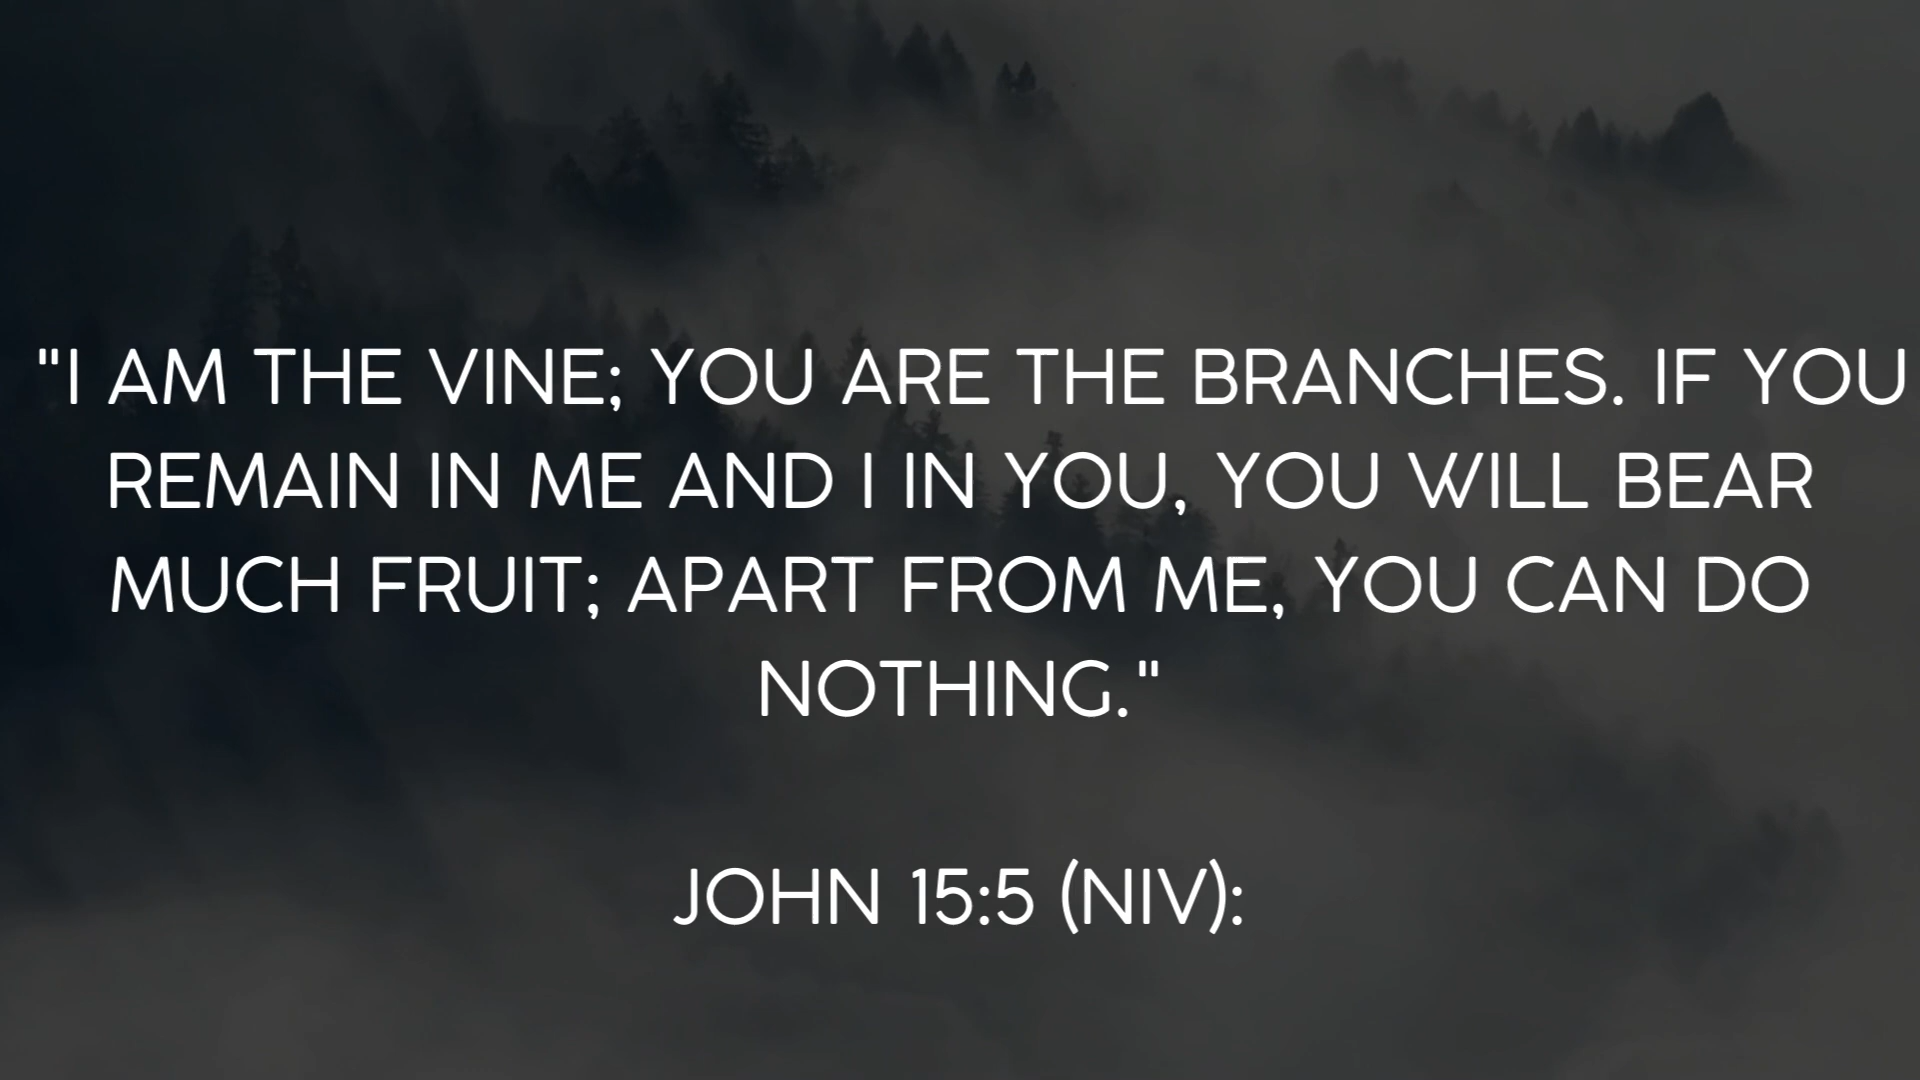 "I AM THE VINE; YOU ARE THE BRANCHES. IF YOU
REMAIN IN ME AND I IN YOU, YOU WILL BEAR
MUCH FRUIT; APART FROM ME, YOU CAN DO
NOTHING."
JOHN 15:5 (NIV):